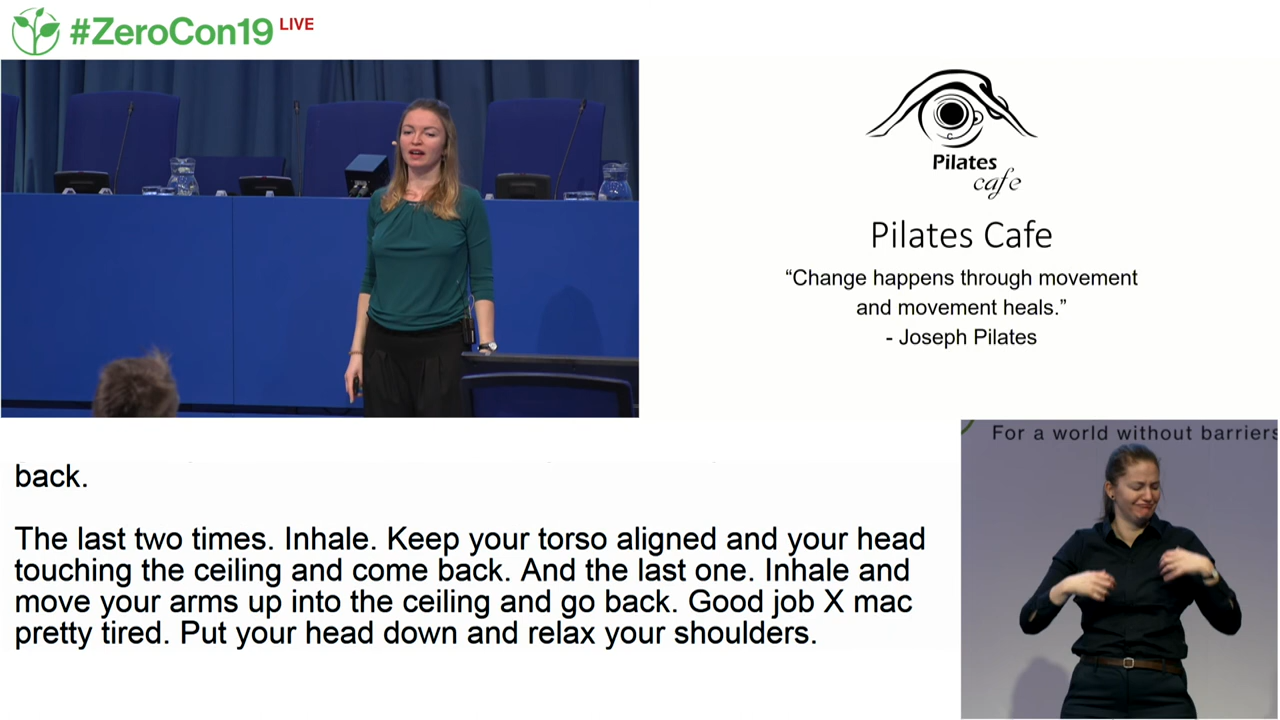 #ZeroCon19 LIVE
Pilates
cafe
Pilates Cafe
“Change happens through movement
and movement heals.”
- Joseph Pilates
For a world without barriers
back.
The last two times. Inhale. Keep your torso aligned and your head
touching the ceiling and come back. And the last one. Inhale and
move your arms up into the ceiling and go back. Good job X mac
pretty tired. Put your head down and relax your shoulders.